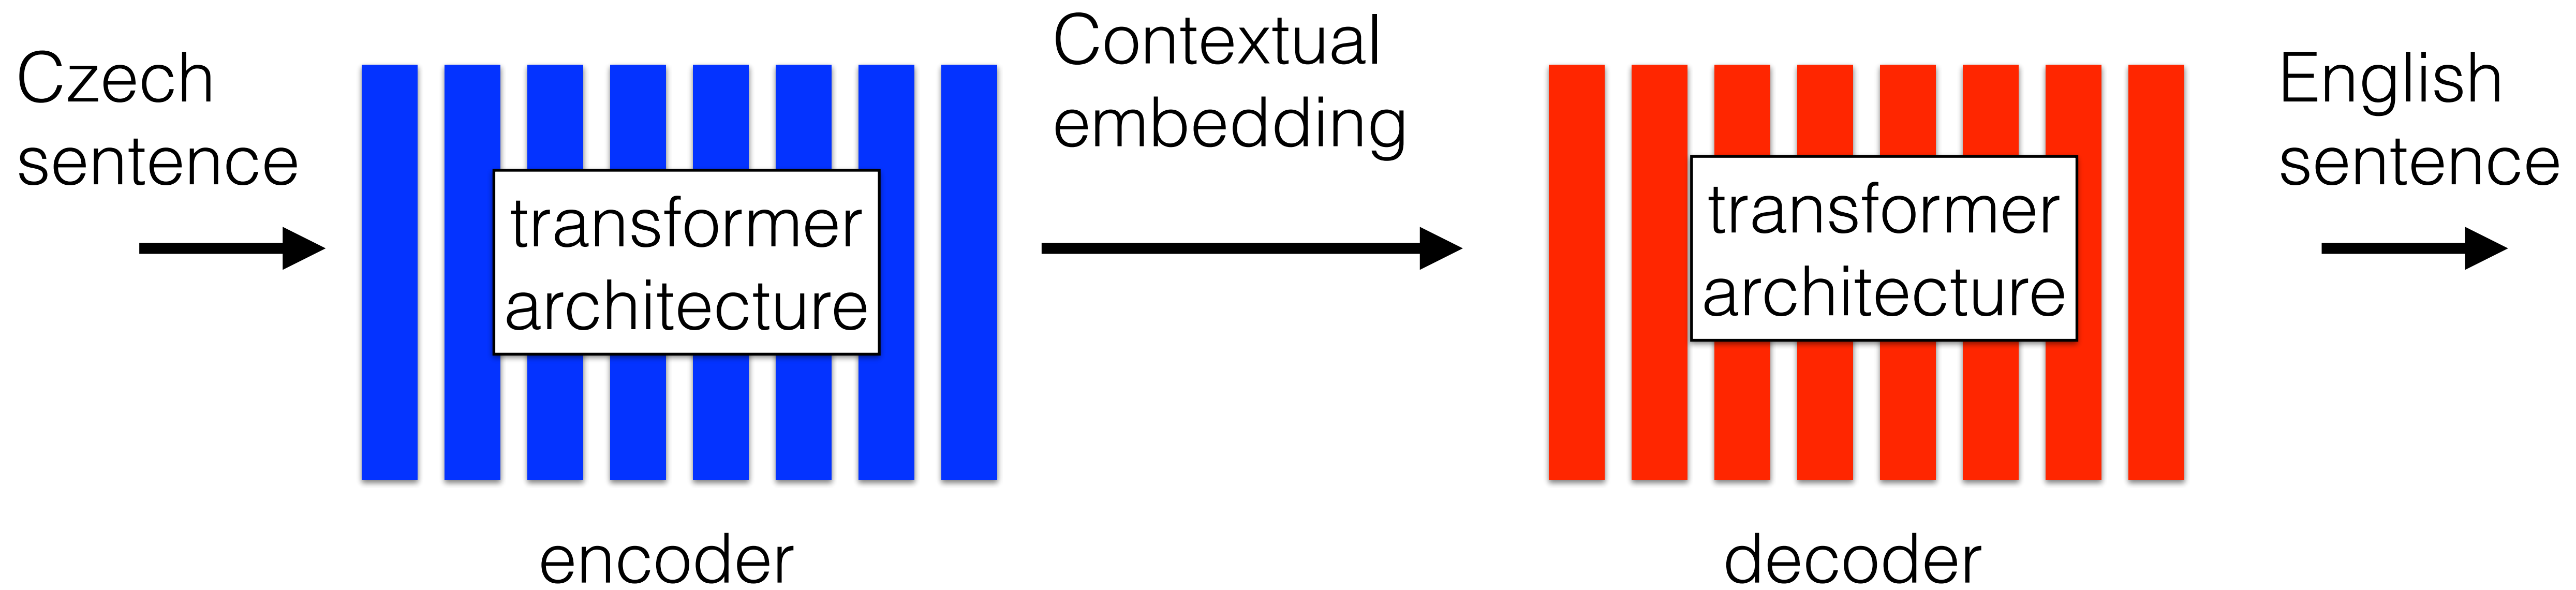 Czech
sentence
transformer
architecture
encoder
Contextual
embedding
transformer
architecture
decoder
English
sentence